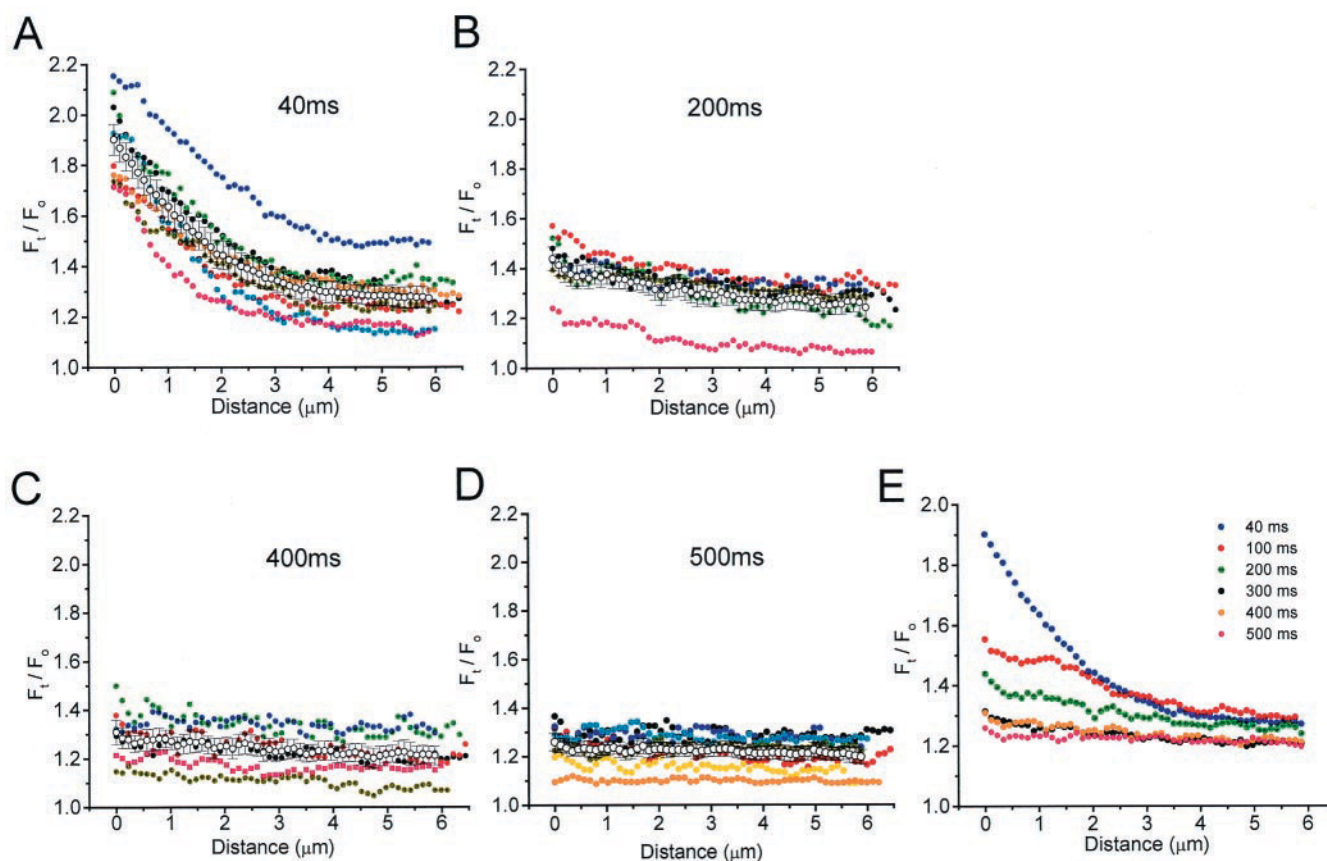 A
40ms
2.2
2.0
1.8
1.6
1.4
1.2
1.0
Ft / Fo
0 1 2 3 4 5 6
Distance (μm)
B
200ms
2.2
2.0
1.8
1.6
1.4
1.2
1.0
Ft / Fo
0 1 2 3 4 5 6
Distance (μm)
C
400ms
2.2
2.0
1.8
1.6
1.4
1.2
1.0
Ft / Fo
0 1 2 3 4 5 6
Distance (μm)
D
500ms
2.2
2.0
1.8
1.6
1.4
1.2
1.0
Ft / Fo
0 1 2 3 4 5 6
Distance (μm)
E
2.0
1.8
1.6
1.4
1.2
1.0
Ft / Fo
40 ms
100 ms
200 ms
300 ms
400 ms
500 ms
0 1 2 3 4 5 6
Distance (μm)